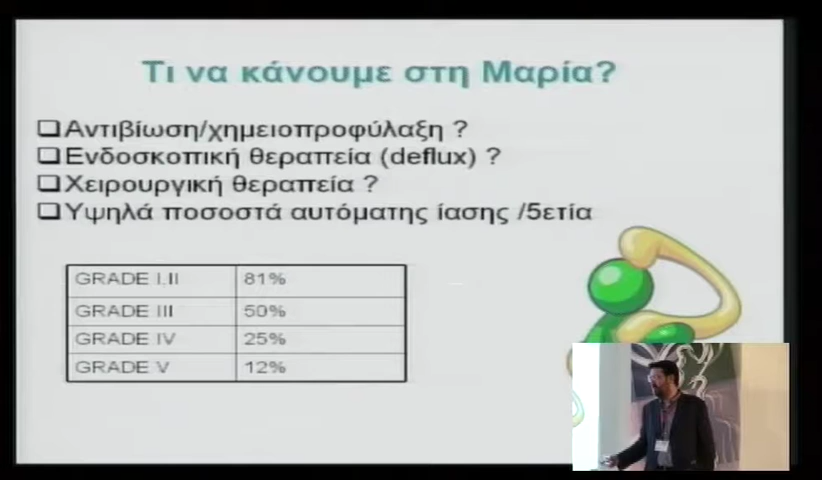 Τι να κάνουμε στη Μαρία?
❑Αντιβίωση/χημειοπροφύλαξη ?
❑Ενδοσκοπική θεραπεία (deflux) ?
❑Χειρουργική θεραπεία ?
❑Υψηλά ποσοστά αυτόματης ίασης /5ετία
GRADE I,II 81%
GRADE III 50%
GRADE IV 25%
GRADE V 12%